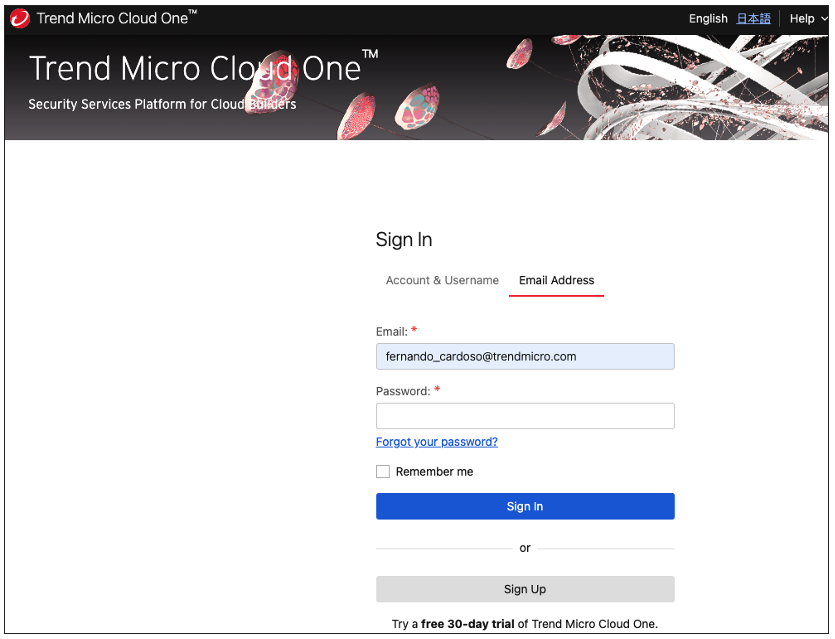 Trend Micro Cloud One™
English 日本語 Help
Trend Micro Cloud One™
Security Services Platform for Cloud Builders
Sign In
Account & Username Email Address
Email: *
fernando_cardoso@trendmicro.com
Password: *
Forgot your password?
Remember me
Sign In
or
Sign Up
Try a free 30-day trial of Trend Micro Cloud One.